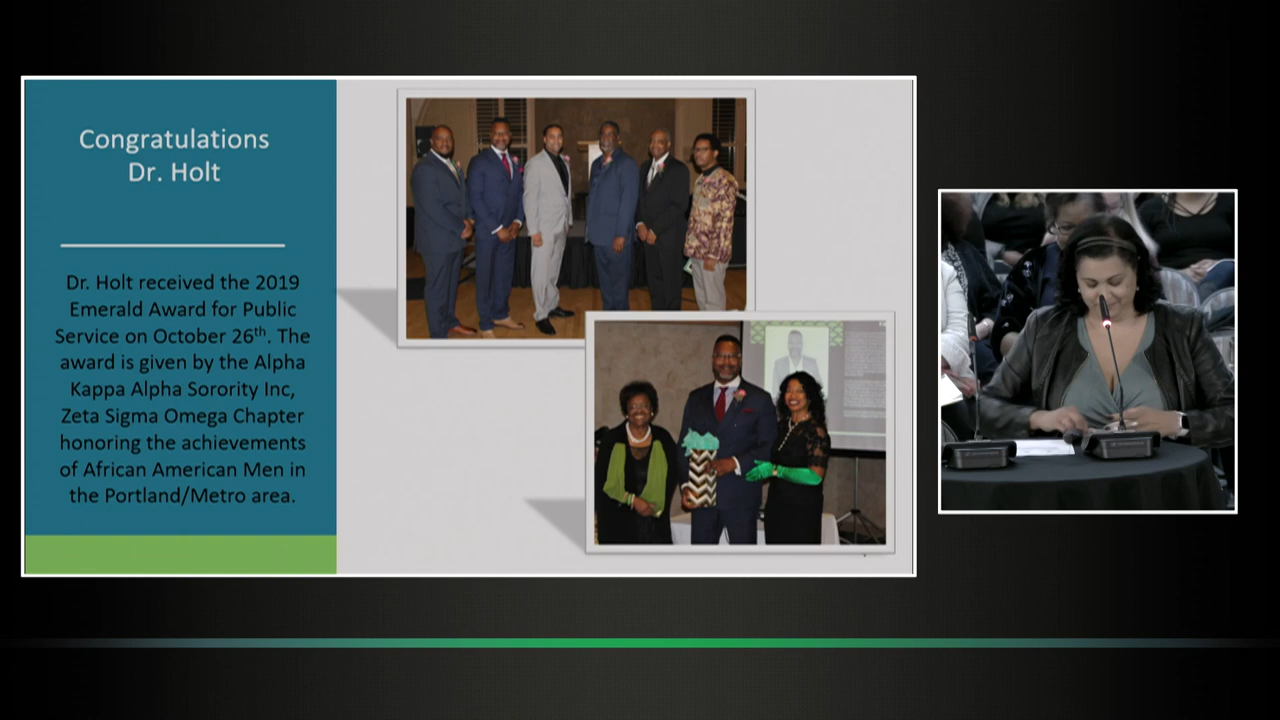 Congratulations
Dr. Holt
Dr. Holt received the 2019
Emerald Award for Public
Service on October 26th. The
award is given by the Alpha
Kappa Alpha Sorority Inc,
Zeta Sigma Omega Chapter
honoring the achievements
of African American Men in
the Portland/Metro area.